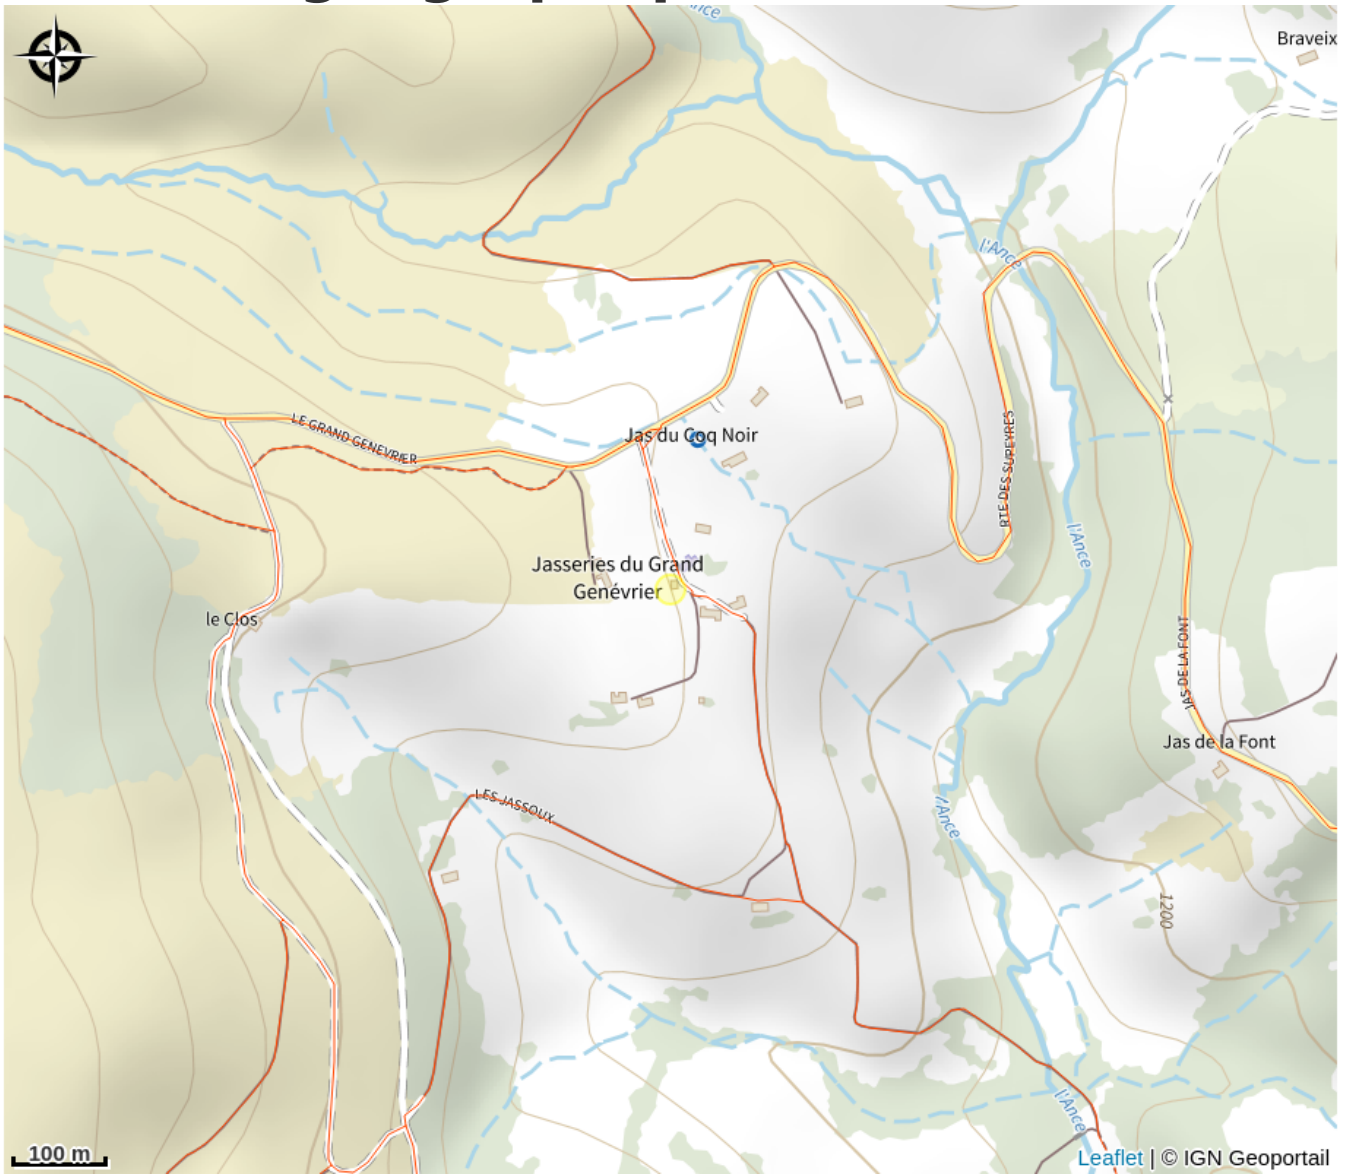 Braveix
l'Ance
LE GRAND GENEVRIER
Jas du Coq Noir
RTE DES SUPEYRES
l'Ance
Jasseries du Grand
Genévrier
le Clos
JAS DE LA FONT
Jas de la Font
LES JASSOUX
l'Ance
1200
l'Ance
100 m
Leaflet | © IGN Geoportail